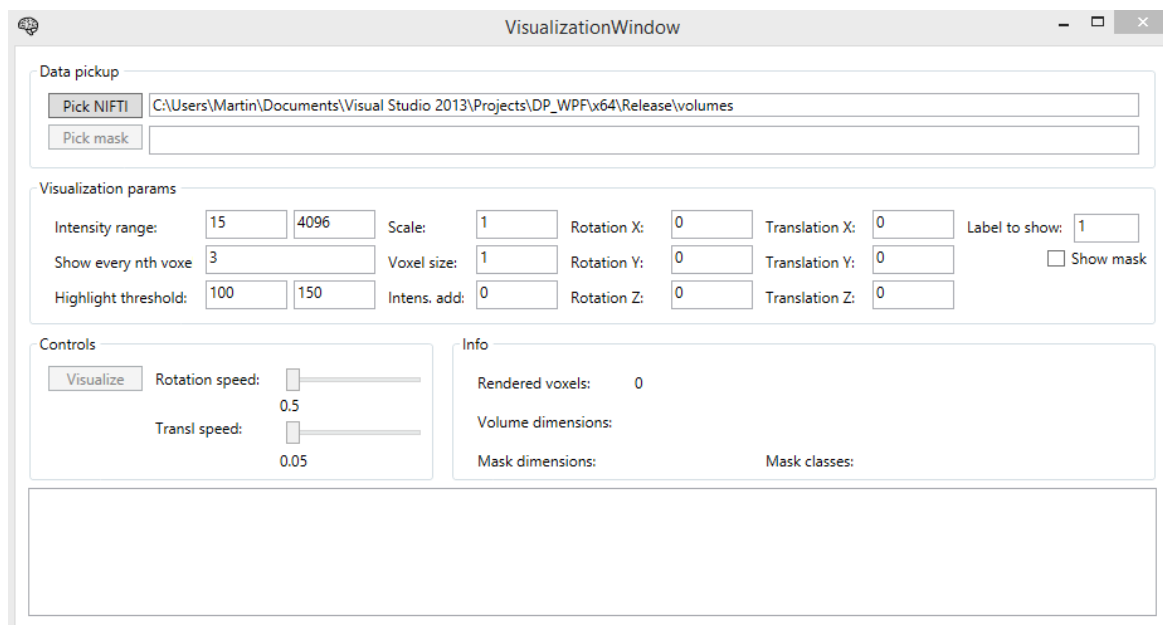 VisualizationWindow
Data pickup
Pick NIFTI C:\Users\Martin\Documents\Visual Studio 2013\Projects\DP_WPF\x64\Release\volumes
Pick mask
Visualization params
Intensity range: 15 4096 Scale: 1 Rotation X: 0 Translation X: 0 Label to show: 1
Show every nth voxe 3 Voxel size: 1 Rotation Y: 0 Translation Y: 0 Show mask
Highlight threshold: 100 150 Intens. add: 0 Rotation Z: 0 Translation Z: 0
Controls
Visualize Rotation speed:
0.5
Transl speed:
0.05
Info
Rendered voxels: 0
Volume dimensions:
Mask dimensions: Mask classes: